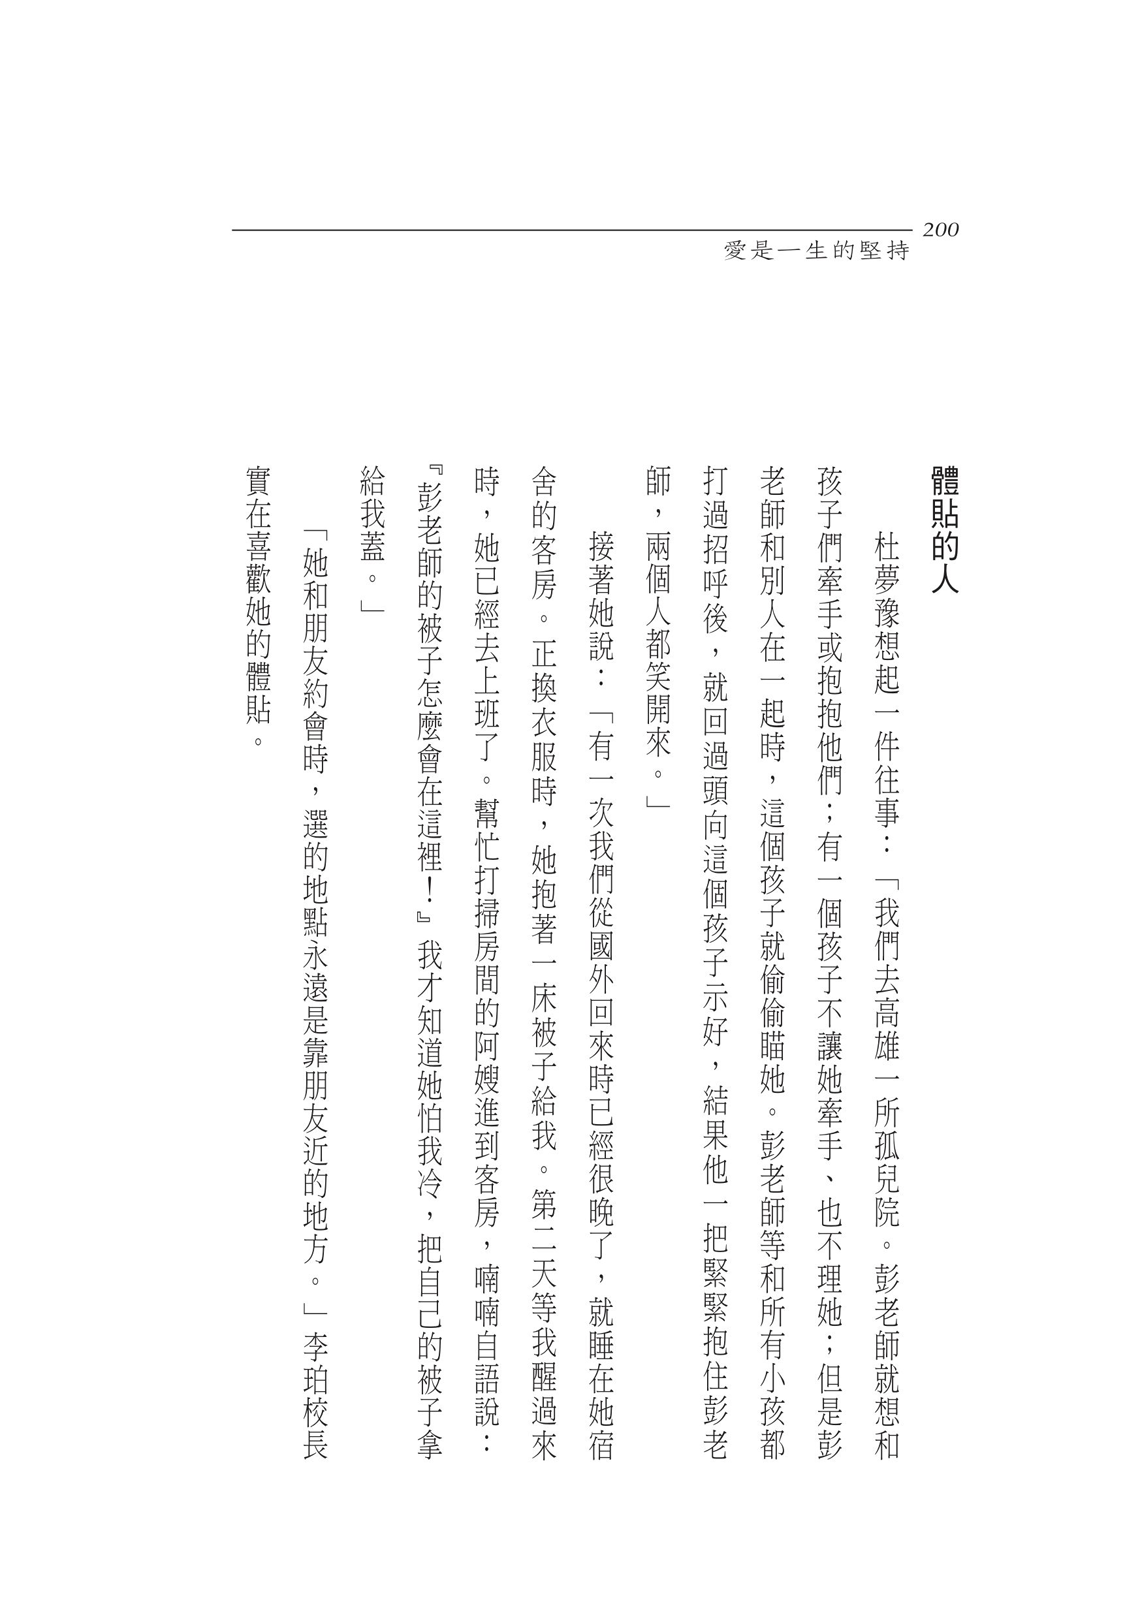 200
愛是一生的堅持
體貼的人
杜夢豫想起一件往事：「我們去高雄一所孤兒院。彭老師就想和
孩子們牽手或抱抱他們；有一個孩子不讓她牽手、也不理她；但是彭
老師和別人在一起時，這個孩子就偷偷瞄她。彭老師等和所有小孩都
打過招呼後，就回過頭向這個孩子示好，結果他一把緊緊抱住彭老
師，兩個人都笑開來。」
接著她說：「有一次我們從國外回來時已經很晚了，就睡在她宿
舍的客房。正換衣服時，她抱著一床被子給我。第二天等我醒過來
時，她已經去上班了。幫忙打掃房間的阿嫂進到客房，喃喃自語說：
『彭老師的被子怎麼會在這裡！』我才知道她怕我冷，把自己的被子拿
給我蓋。」
「她和朋友約會時，選的地點永遠是靠朋友近的地方。」李珀校長
實在喜歡她的體貼。